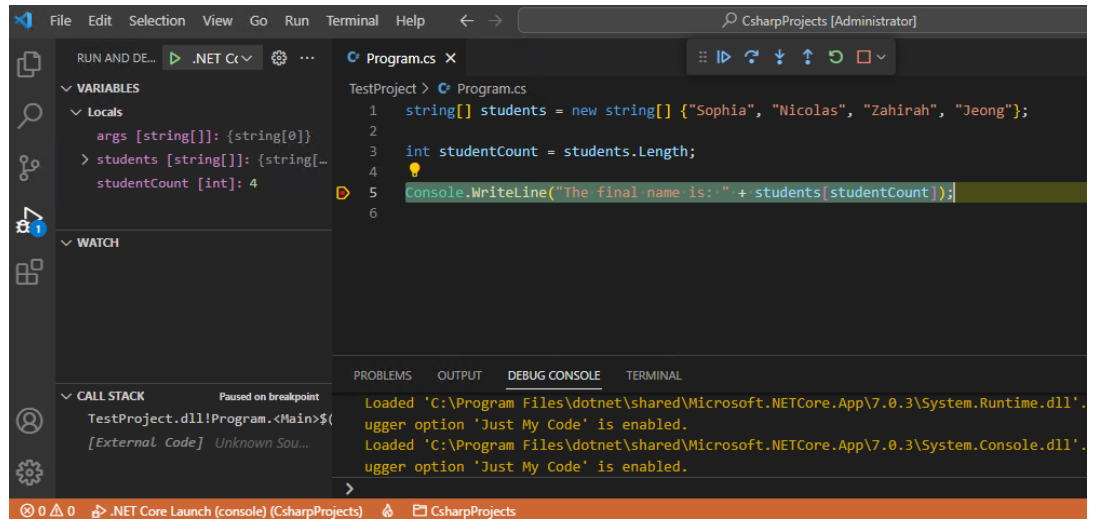 File Edit Selection View Go Run Terminal Help
CsharpProjects [Administrator]
RUN AND DE... .NET C
VARIABLES
Locals
args [string[]]: {string[0]}
students [string[]]: {string[…
studentCount [int]: 4
WATCH
CALL STACK Paused on breakpoint
TestProject.dll!Program.<Main>$(
[External Code] Unknown Sou...
1
C# Program.cs
TestProject > C# Program.cs
1 string[] students = new string[] {"Sophia", "Nicolas", "Zahirah", "Jeong"};
2
3 int studentCount = students.Length;
4
5 Console.WriteLine("The final name is: " + students[studentCount]);
6
PROBLEMS OUTPUT DEBUG CONSOLE TERMINAL
Loaded 'C:\Program Files\dotnet\shared\Microsoft.NETCore.App\7.0.3\System.Runtime.dll'.
ugger option 'Just My Code' is enabled.
Loaded 'C:\Program Files\dotnet\shared\Microsoft.NETCore.App\7.0.3\System.Console.dll'.
ugger option 'Just My Code' is enabled.
>
0 0 .NET Core Launch (console) (CsharpProjects) CsharpProjects